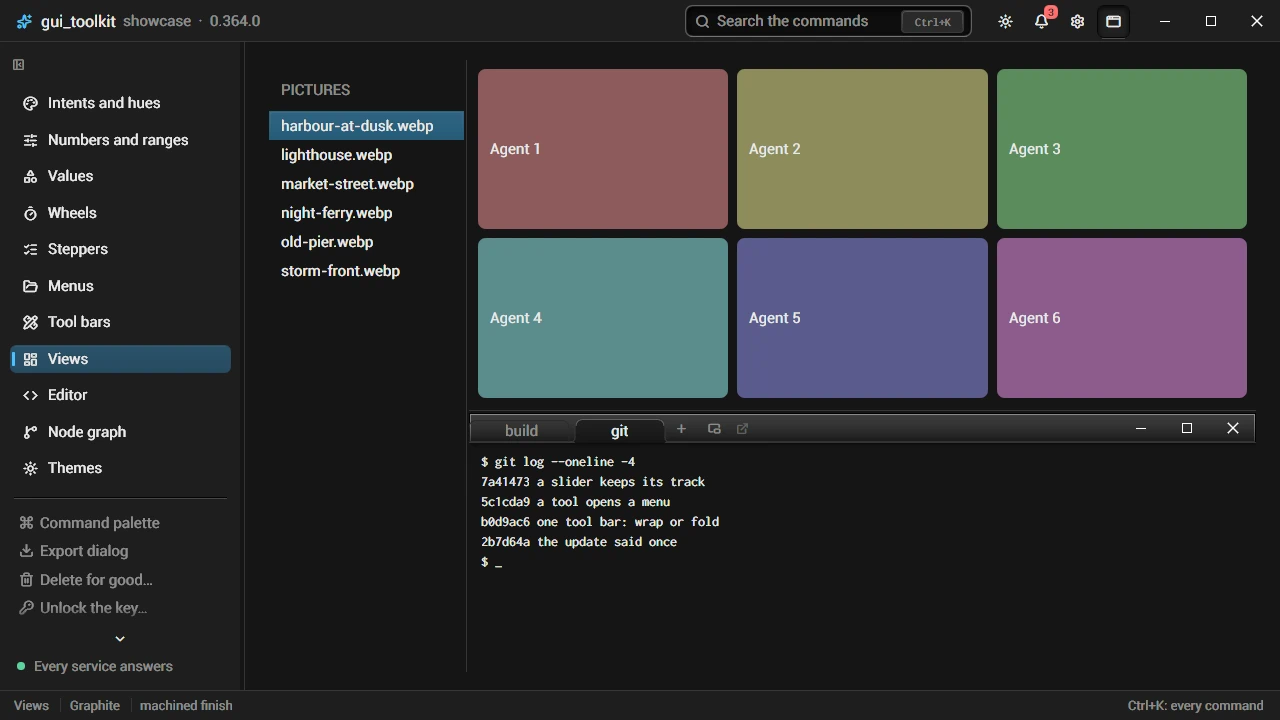 gui_toolkit showcase · 0.364.0
Search the commands Ctrl+K
3
Intents and hues
Numbers and ranges
Values
Wheels
Steppers
Menus
Tool bars
Views
Editor
Node graph
Themes
Command palette
Export dialog
Delete for good...
Unlock the key...
Every service answers
PICTURES
harbour-at-dusk.webp
lighthouse.webp
market-street.webp
night-ferry.webp
old-pier.webp
storm-front.webp
Agent 1
Agent 2
Agent 3
Agent 4
Agent 5
Agent 6
build git +
$ git log --oneline -4
7a41473 a slider keeps its track
5c1cda9 a tool opens a menu
b0d9ac6 one tool bar: wrap or fold
2b7d64a the update said once
$ _
Views Graphite machined finish
Ctrl+K: every command